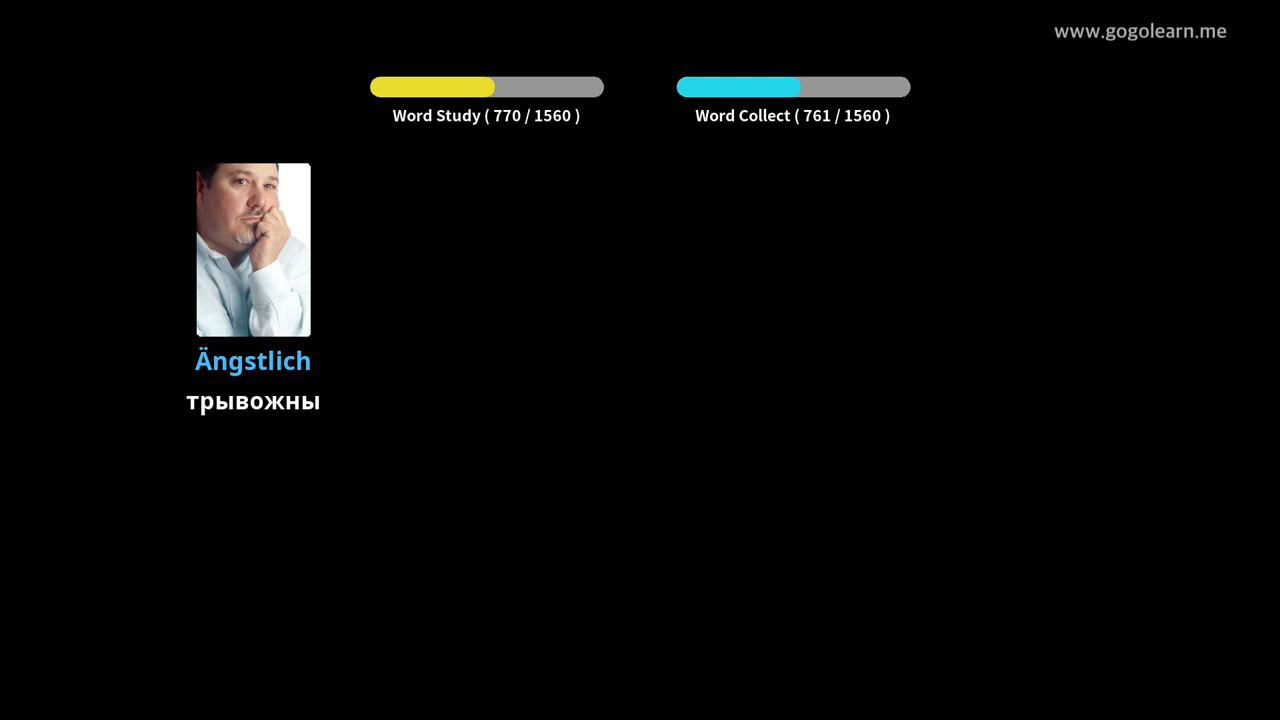 www.gogolearn.me
Word Study ( 770 / 1560 )
Word Collect ( 761 / 1560 )
Ängstlich
трывожны